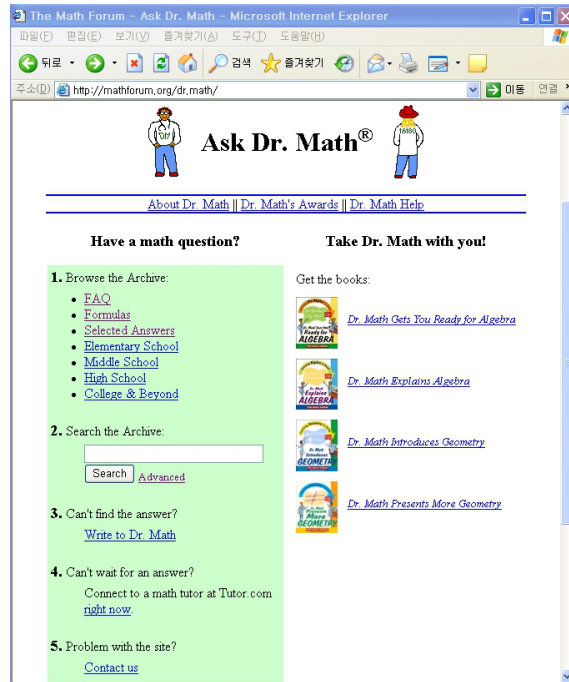 The Math Forum - Ask Dr. Math - Microsoft Internet Explorer
파일(F) 편집(E) 보기(V) 즐겨찾기(A) 도구(T) 도움말(H)
뒤로 검색 즐겨찾기
주소(D) http://mathforum.org/dr.math/ 이동 연결 »
Ask Dr. Math®
About Dr. Math || Dr. Math's Awards || Dr. Math Help
Have a math question?
1. Browse the Archive:
FAQ
Formulas
Selected Answers
Elementary School
Middle School
High School
College & Beyond
2. Search the Archive:
Search Advanced
3. Can't find the answer?
Write to Dr. Math
4. Can't wait for an answer?
Connect to a math tutor at Tutor.com
right now.
5. Problem with the site?
Contact us
Take Dr. Math with you!
Get the books:
Dr. Math Gets You Ready for Algebra
Dr. Math Explains Algebra
Dr. Math Introduces Geometry
Dr. Math Presents More Geometry